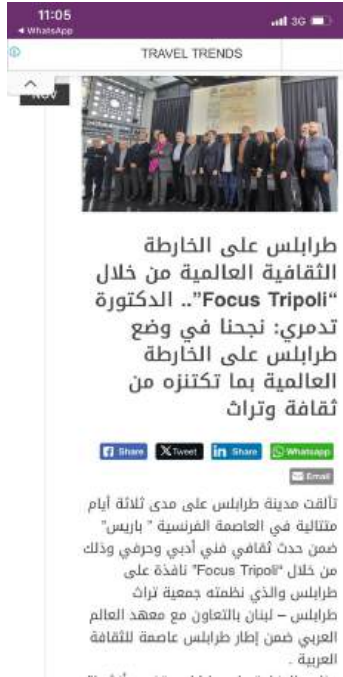 11:05
3G
◄ WhatsApp
TRAVEL TRENDS
NOV
طرابلس على الخارطة
الثقافية العالمية من خلال
“Focus Tripoli”.. الدكتورة
تدمري: نجحنا في وضع
طرابلس على الخارطة
العالمية بما تكتنزه من
ثقافة وتراث
Share Tweet Share Whatsapp
Email
تألقت مدينة طرابلس على مدى ثلاثة أيام
متتالية في العاصمة الفرنسية " باريس"
ضمن حدث ثقافي فني أدبي وحرفي وذلك
من خلال "Focus Tripoli" نافذة على
طرابلس والذي نظمته جمعية تراث
طرابلس – لبنان بالتعاون مع معهد العالم
العربي ضمن إطار طرابلس عاصمة للثقافة
العربية .